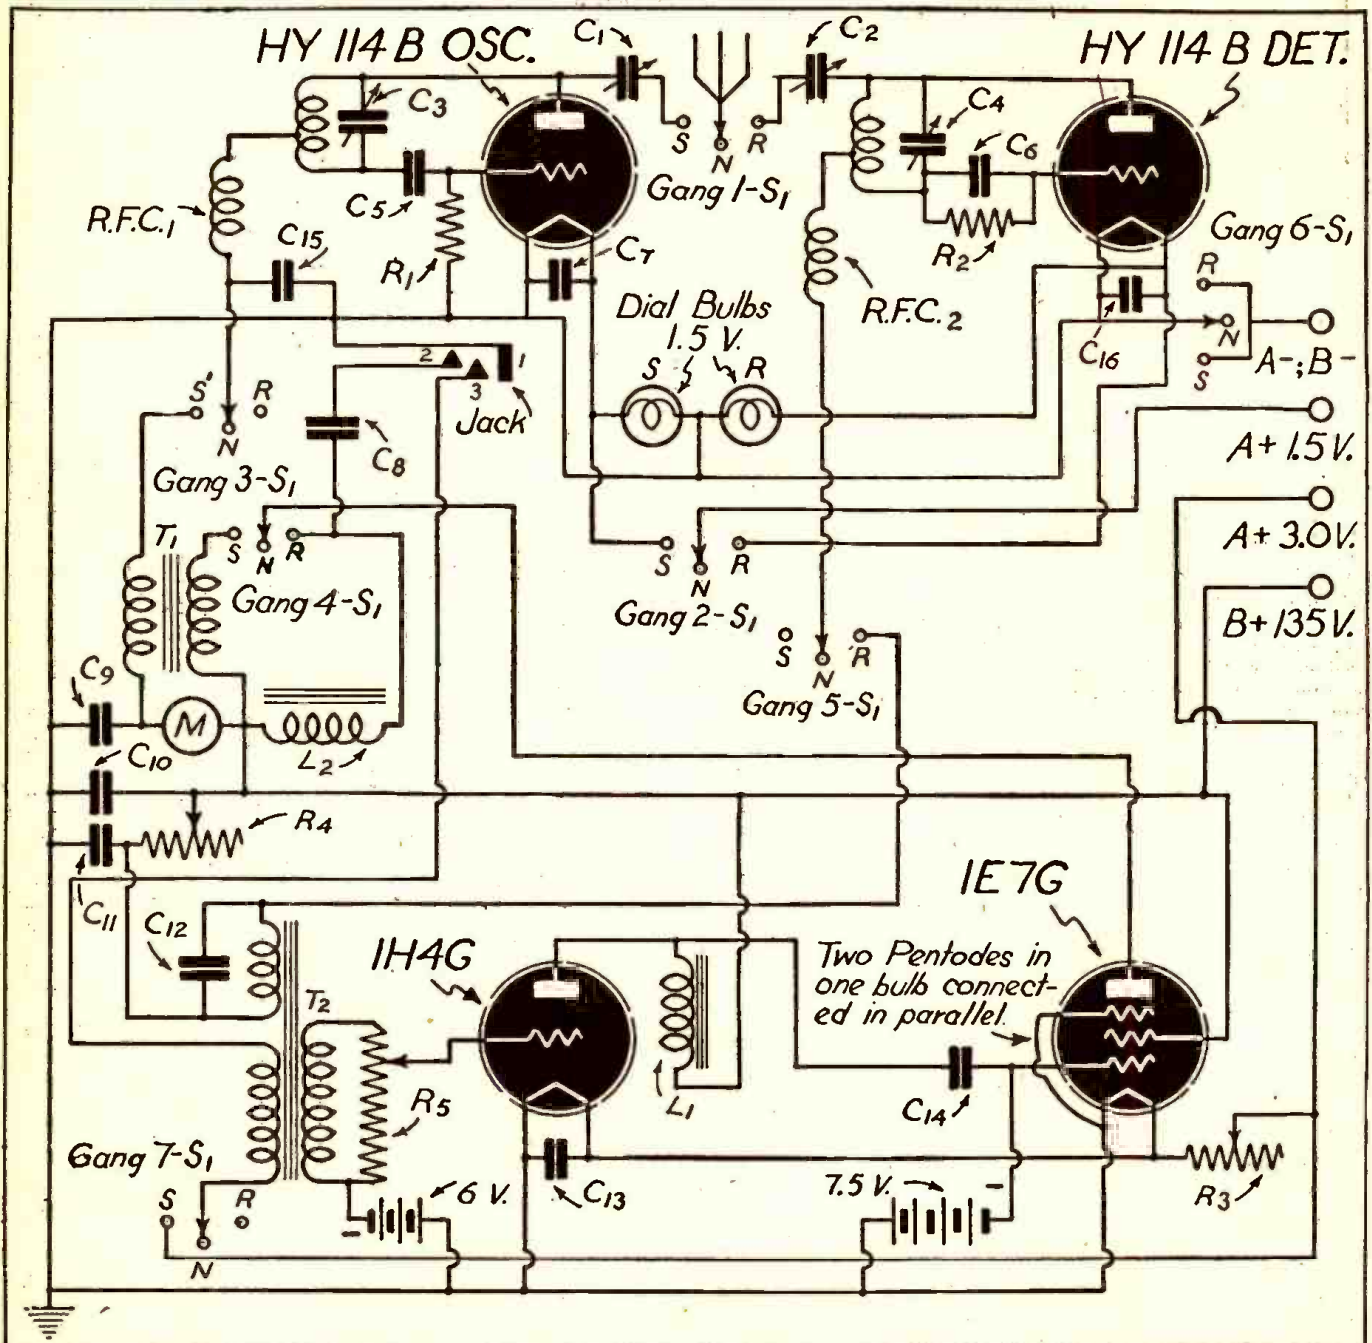 HY 114 B OSC.
C1
C2
HY 114 B DET.
C3
C4
C5
C6
S
N
R
Gang 1-S1
R.F.C.1
C15
R1
C7
R2
Gang 6-S1
R
N
S
R.F.C.2
C16
A-;B-
Dial Bulbs
1.5 V.
S
R
2
3
1
Jack
A+ 1.5V.
S'
R
N
Gang 3-S1
C8
A+ 3.0V.
T1
S
N
R
Gang 4-S1
S
N
R
Gang 2-S1
B+135V.
S
N
R
Gang 5-S1
C9
M
L2
C10
R4
C11
C12
1H4G
1E7G
Two Pentodes in
one bulb connect-
ed in parallel.
T2
R5
L1
C14
Gang 7-S1
S
R
N
- 6 V.
C13
7.5 V. -
R3